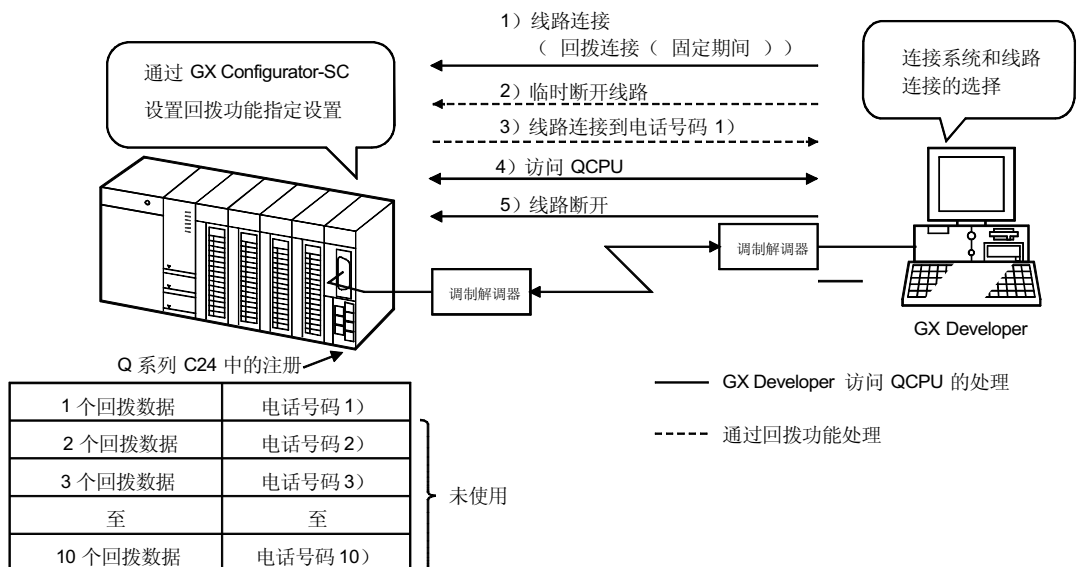 1）线路连接
（ 回拨连接（ 固定期间 ））
通过 GX Configurator-SC
设置回拨功能指定设置
连接系统和线路
连接的选择
2）临时断开线路
3）线路连接到电话号码 1）
4）访问 QCPU
5）线路断开
调制解调器
调制解调器
GX Developer
Q 系列 C24 中的注册
GX Developer 访问 QCPU 的处理
通过回拨功能处理
1 个回拨数据 电话号码 1）
2 个回拨数据 电话号码 2）
3 个回拨数据 电话号码 3）
至 至
10 个回拨数据 电话号码 10）
未使用